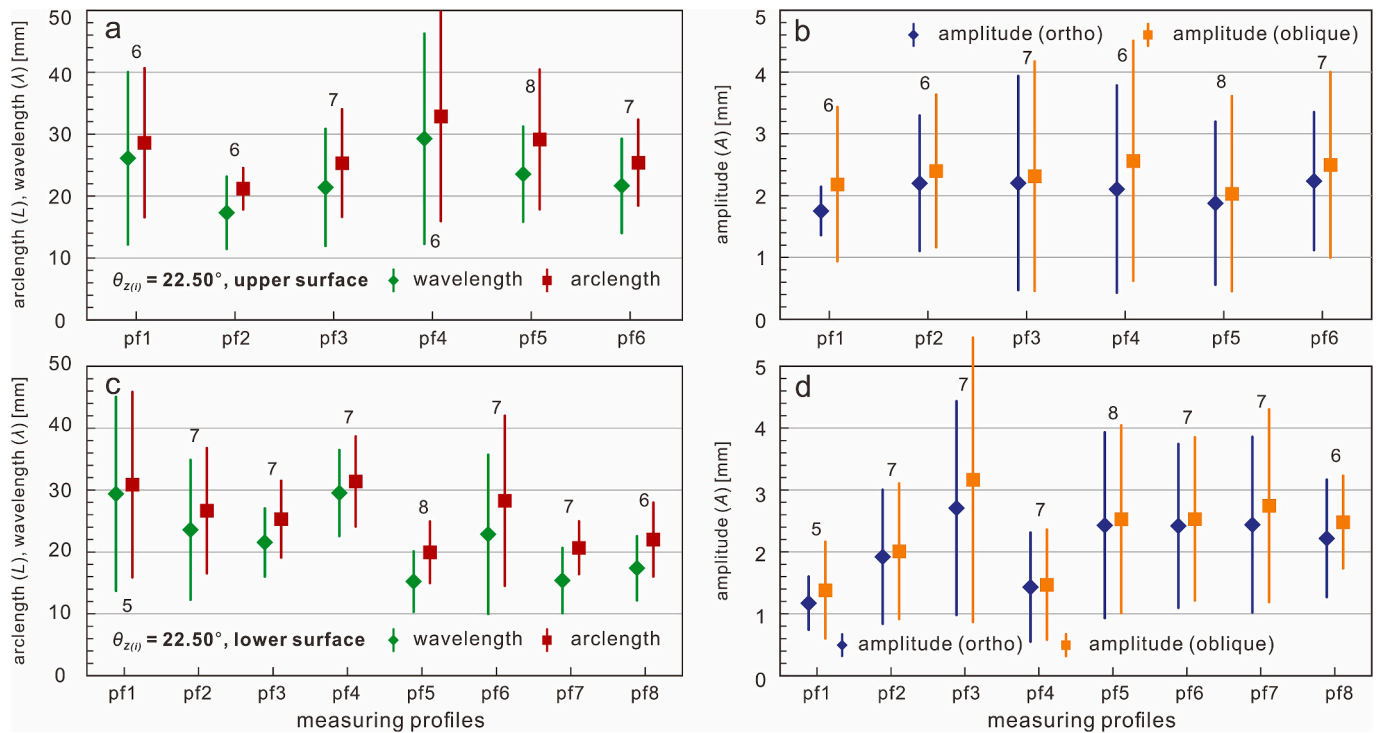 a
arclength (L), wavelength (λ) [mm]
50
40
30
20
10
0
6
6
7
6
8
7
θz(i) = 22.50°, upper surface
wavelength
arclength
pf1 pf2 pf3 pf4 pf5 pf6
b
amplitude (A) [mm]
5
4
3
2
1
0
amplitude (ortho)
amplitude (oblique)
6
6
7
6
8
7
pf1 pf2 pf3 pf4 pf5 pf6
c
arclength (L), wavelength (λ) [mm]
50
40
30
20
10
0
5
7
7
7
8
7
7
6
θz(i) = 22.50°, lower surface
wavelength
arclength
pf1 pf2 pf3 pf4 pf5 pf6 pf7 pf8
measuring profiles
d
amplitude (A) [mm]
5
4
3
2
1
0
5
7
7
7
8
7
7
6
amplitude (ortho)
amplitude (oblique)
pf1 pf2 pf3 pf4 pf5 pf6 pf7 pf8
measuring profiles